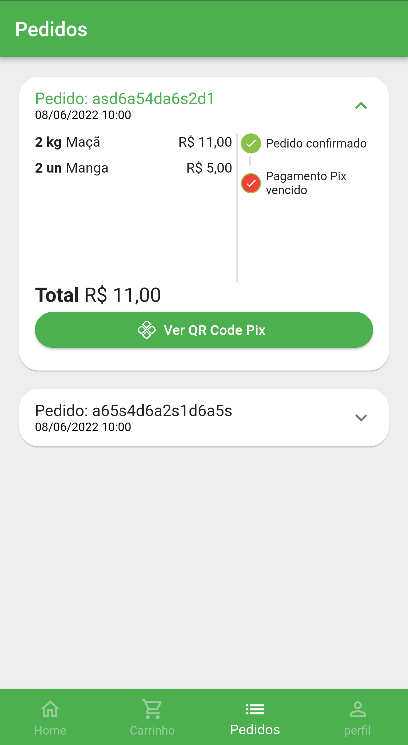 Pedidos
Pedido: asd6a54da6s2d1
08/06/2022 10:00
2 kg Maçã R$ 11,00
2 un Manga R$ 5,00
Pedido confirmado
Pagamento Pix
vencido
Total R$ 11,00
Ver QR Code Pix
Pedido: a65s4d6a2s1d6a5s
08/06/2022 10:00
Home Carrinho Pedidos perfil